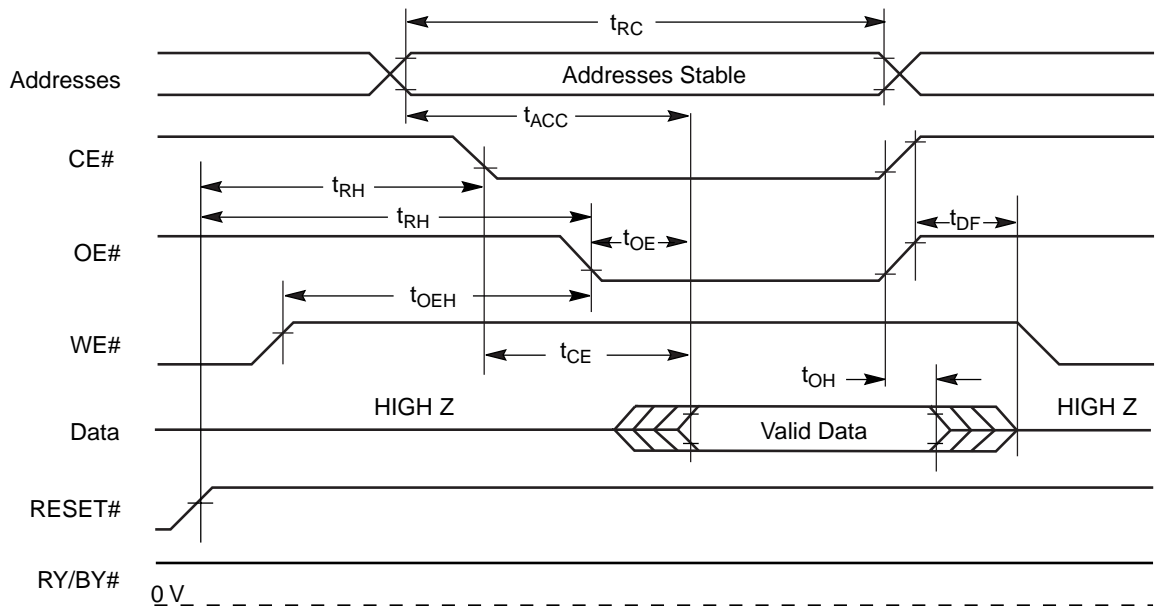 tRC
Addresses
Addresses Stable
tACC
CE#
tRH
tRH
tOE
tDF
OE#
tOEH
WE#
tCE
tOH
HIGH Z
HIGH Z
Data
Valid Data
RESET#
RY/BY#
0 V